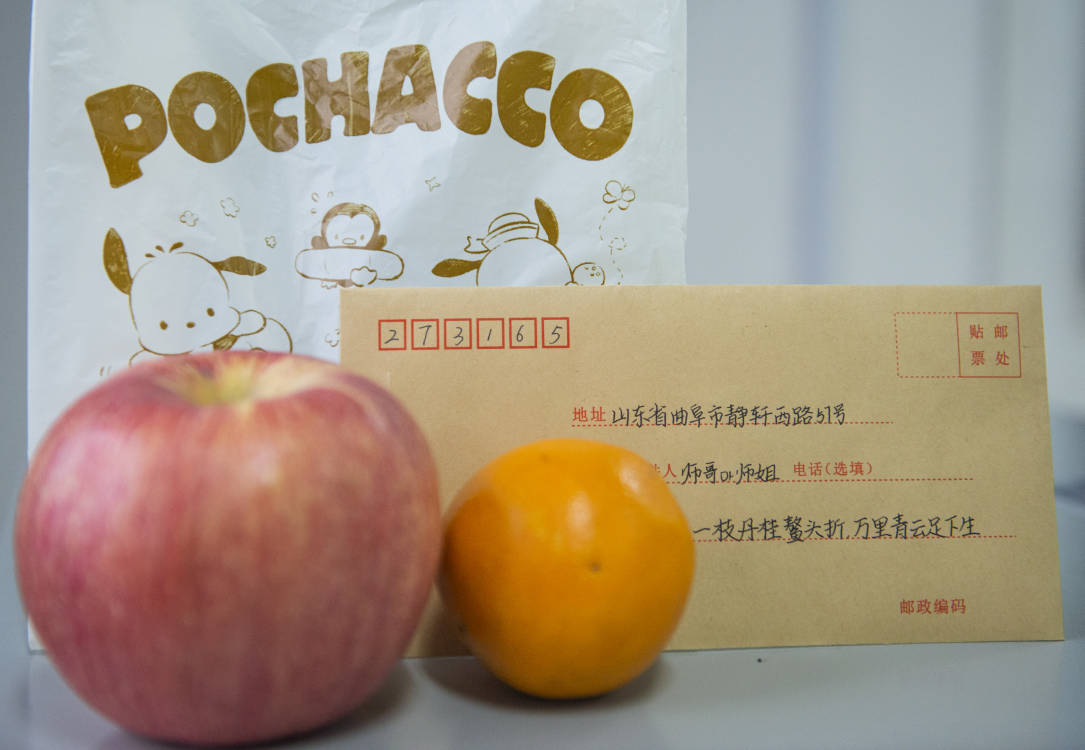 POCHACCO
273165
贴 邮
票 处
地址 山东省曲阜市静轩西路57号
人 师哥or师姐 电话(选填)
一枝丹桂鳌头折,万里青云足下生
邮政编码